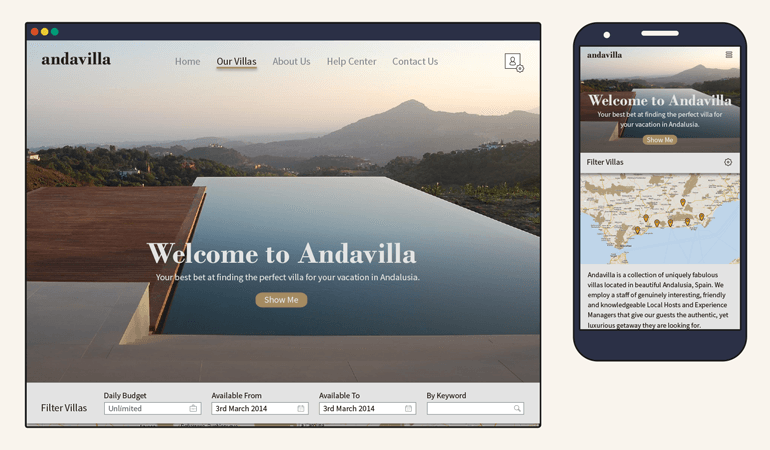 andavilla
Home Our Villas About Us Help Center Contact Us
Welcome to Andavilla
Your best bet at finding the perfect villa for your vacation in Andalusia.
Show Me
Filter Villas
Daily Budget
Unlimited
Available From
3rd March 2014
Available To
3rd March 2014
By Keyword
andavilla
Welcome to Andavilla
Your best bet at finding the perfect villa for
your vacation in Andalusia.
Show Me
Filter Villas
Andavilla is a collection of uniquely fabulous
villas located in beautiful Andalusia, Spain. We
employ a staff of genuinely interesting, friendly
and knowledgeable Local Hosts and Experience
Managers that give our guests the authentic, yet
luxurious getaway they are looking for.